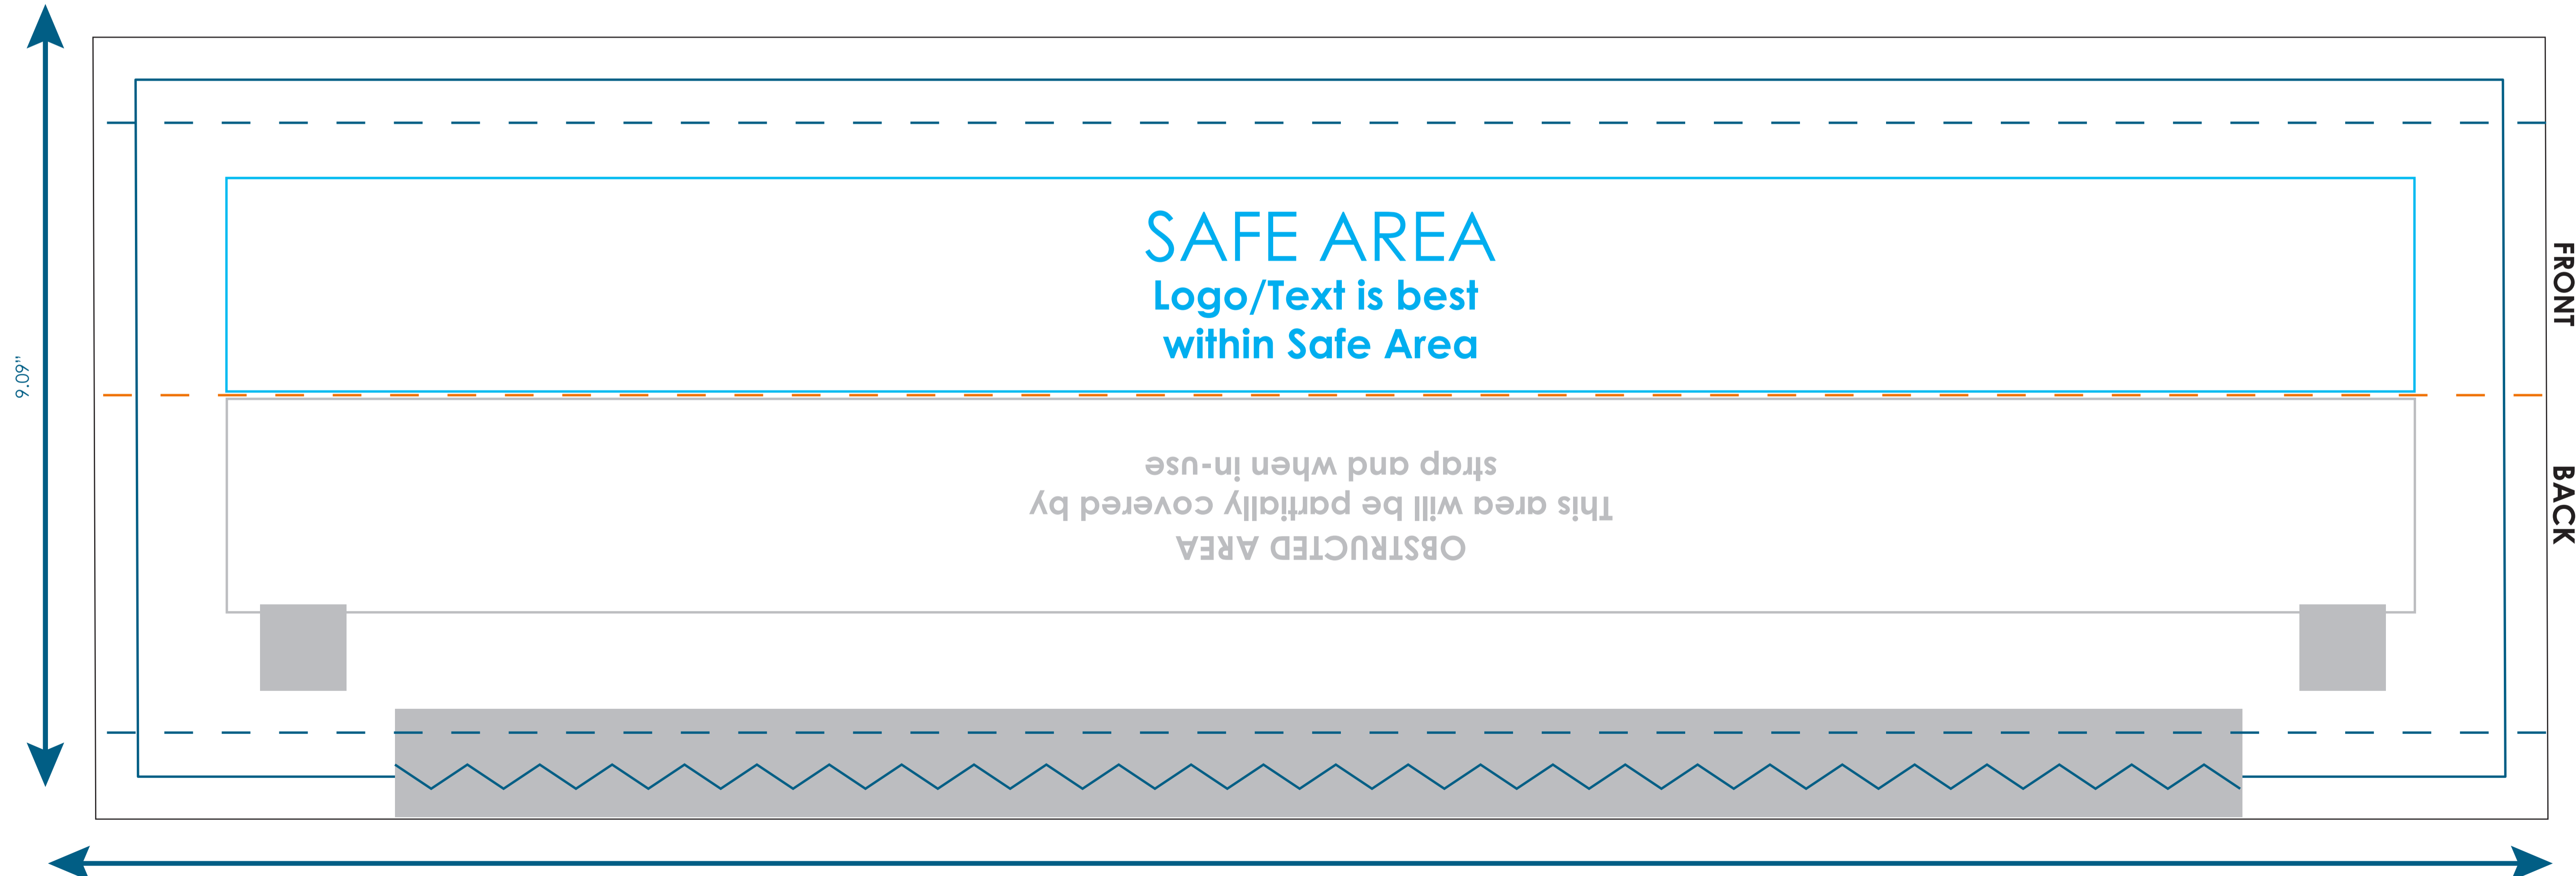 SAFE AREA
Logo/Text is best
within Safe Area
FRONT
9.09"
OBSTRUCTED AREA
This area will be partially covered by
strap and when in-use
BACK